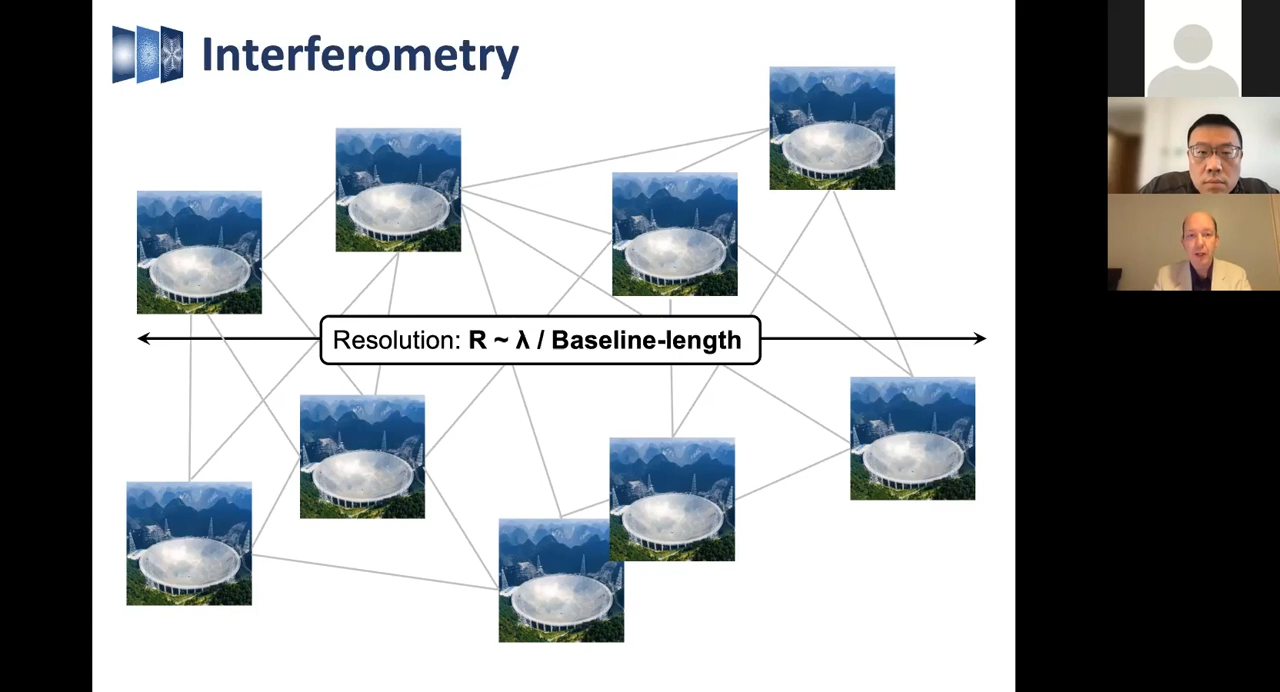 Interferometry
Resolution: R ~ λ / Baseline-length